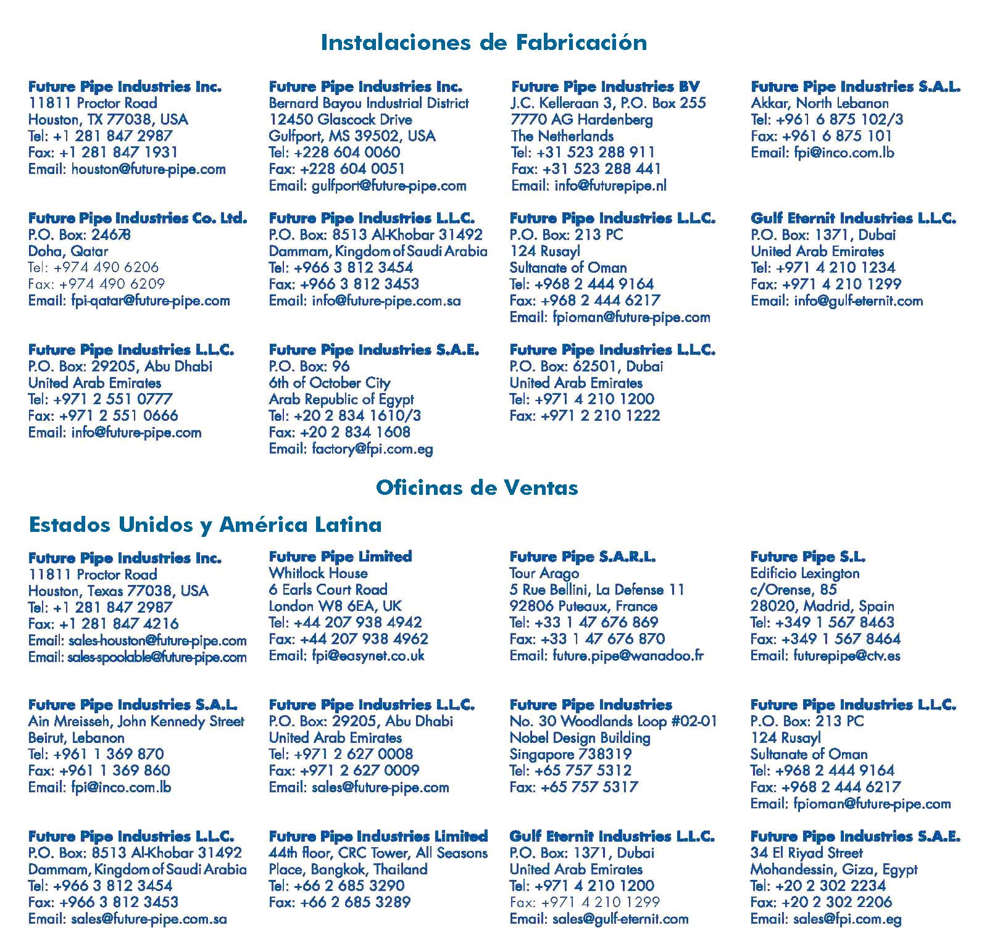 Instalaciones de Fabricación
Future Pipe Industries Inc.
11811 Proctor Road
Houston, TX 77038, USA
Tel: +1 281 847 2987
Fax: +1 281 847 1931
Email: houston@future-pipe.com
Future Pipe Industries Inc.
Bernard Bayou Industrial District
12450 Glascock Drive
Gulfport, MS 39502, USA
Tel: +228 604 0060
Fax: +228 604 0051
Email: gulfport@future-pipe.com
Future Pipe Industries BV
J.C. Kelleraan 3, P.O. Box 255
7770 AG Hardenberg
The Netherlands
Tel: +31 523 288 911
Fax: +31 523 288 441
Email: info@futurepipe.nl
Future Pipe Industries S.A.L.
Akkar, North Lebanon
Tel: +961 6 875 102/3
Fax: +961 6 875 101
Email: fpi@inco.com.lb
Future Pipe Industries Co. Ltd.
P.O. Box: 24678
Doha, Qatar
Tel: +974 490 6206
Fax: +974 490 6209
Email: fpi-qatar@future-pipe.com
Future Pipe Industries L.L.C.
P.O. Box: 8513 Al-Khobar 31492
Dammam, Kingdom of Saudi Arabia
Tel: +966 3 812 3454
Fax: +966 3 812 3453
Email: info@future-pipe.com.sa
Future Pipe Industries L.L.C.
P.O. Box: 213 PC
124 Rusayl
Sultanate of Oman
Tel: +968 2 444 9164
Fax: +968 2 444 6217
Email: fpioman@future-pipe.com
Gulf Eternit Industries L.L.C.
P.O. Box: 1371, Dubai
United Arab Emirates
Tel: +971 4 210 1234
Fax: +971 4 210 1299
Email: info@gulf-eternit.com
Future Pipe Industries L.L.C.
P.O. Box: 29205, Abu Dhabi
United Arab Emirates
Tel: +971 2 551 0777
Fax: +971 2 551 0666
Email: info@future-pipe.com
Future Pipe Industries S.A.E.
P.O. Box: 96
6th of October City
Arab Republic of Egypt
Tel: +20 2 834 1610/3
Fax: +20 2 834 1608
Email: factory@fpi.com.eg
Future Pipe Industries L.L.C.
P.O. Box: 62501, Dubai
United Arab Emirates
Tel: +971 4 210 1200
Fax: +971 2 210 1222
Oficinas de Ventas
Estados Unidos y América Latina
Future Pipe Industries Inc.
11811 Proctor Road
Houston, Texas 77038, USA
Tel: +1 281 847 2987
Fax: +1 281 847 4216
Email: sales-houston@future-pipe.com
Email: sales-spoolable@future-pipe.com
Future Pipe Limited
Whitlock House
6 Earls Court Road
London W8 6EA, UK
Tel: +44 207 938 4942
Fax: +44 207 938 4962
Email: fpi@easynet.co.uk
Future Pipe S.A.R.L.
Tour Arago
5 Rue Bellini, La Defense 11
92806 Puteaux, France
Tel: +33 1 47 676 869
Fax: +33 1 47 676 870
Email: future.pipe@wanadoo.fr
Future Pipe S.L.
Edificio Lexington
c/Orense, 85
28020, Madrid, Spain
Tel: +349 1 567 8463
Fax: +349 1 567 8464
Email: futurepipe@ctv.es
Future Pipe Industries S.A.L.
Ain Mreisseh, John Kennedy Street
Beirut, Lebanon
Tel: +961 1 369 870
Fax: +961 1 369 860
Email: fpi@inco.com.lb
Future Pipe Industries L.L.C.
P.O. Box: 29205, Abu Dhabi
United Arab Emirates
Tel: +971 2 627 0008
Fax: +971 2 627 0009
Email: sales@future-pipe.com
Future Pipe Industries
No. 30 Woodlands Loop #02-01
Nobel Design Building
Singapore 738319
Tel: +65 757 5312
Fax: +65 757 5317
Future Pipe Industries L.L.C.
P.O. Box: 213 PC
124 Rusayl
Sultanate of Oman
Tel: +968 2 444 9164
Fax: +968 2 444 6217
Email: fpioman@future-pipe.com
Future Pipe Industries L.L.C.
P.O. Box: 8513 Al-Khobar 31492
Dammam, Kingdom of Saudi Arabia
Tel: +966 3 812 3454
Fax: +966 3 812 3453
Email: sales@future-pipe.com.sa
Future Pipe Industries Limited
44th floor, CRC Tower, All Seasons
Place, Bangkok, Thailand
Tel: +66 2 685 3290
Fax: +66 2 685 3289
Gulf Eternit Industries L.L.C.
P.O. Box: 1371, Dubai
United Arab Emirates
Tel: +971 4 210 1200
Fax: +971 4 210 1299
Email: sales@gulf-eternit.com
Future Pipe Industries S.A.E.
34 El Riyad Street
Mohandessin, Giza, Egypt
Tel: +20 2 302 2234
Fax: +20 2 302 2206
Email: sales@fpi.com.eg